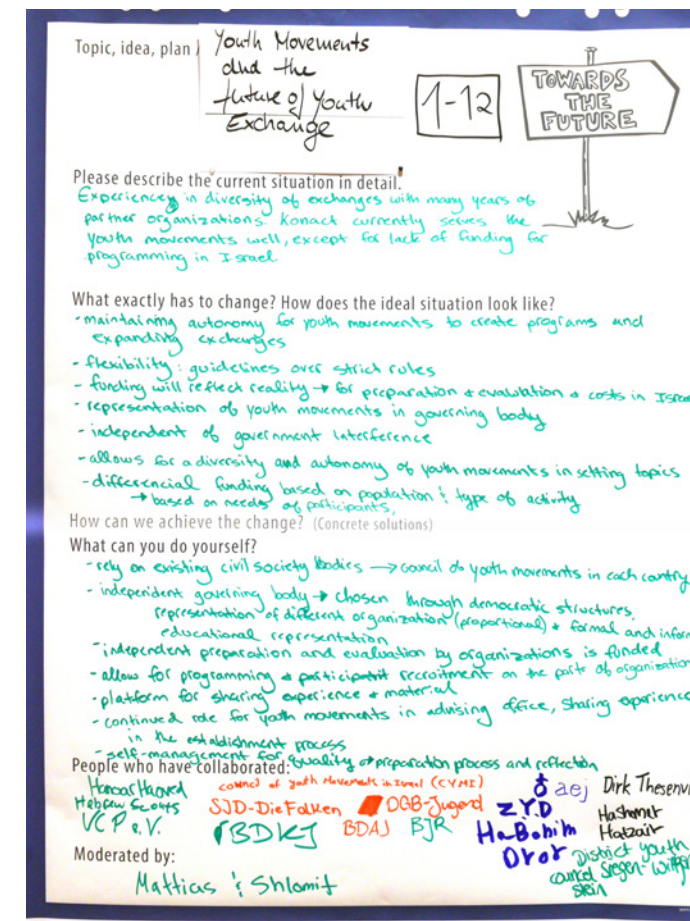 Topic, idea, plan
Youth Movements
and the
future of Youth
Exchange
1-12
TOWARDS
THE
FUTURE
Please describe the current situation in detail.
Experiences in diversity of exchanges with many years of
partner organizations. Konact currently serves the
youth movements well, except for lack of funding for
programming in Israel
What exactly has to change? How does the ideal situation look like?
- maintaining autonomy for youth movements to create programs and
expanding exchanges
- flexibility: guidelines over strict rules
- funding will reflect reality → for preparation + evaluation + costs in Israe
- representation of youth movements in governing body
- independent of government interference
- allows for a diversity and autonomy of youth movements in setting topics
- differencial funding based on population & type of activity
→ based on needs of participants,
How can we achieve the change? (Concrete solutions)
What can you do yourself?
- rely on existing civil society bodies → council of youth movements in each country
- independent governing body → chosen through democratic structures,
representation of different organization (proportional) + formal and inform
educational representation
- independent preparation and evaluation by organizations is funded
- allow for programming + participant recruitment on the part of organization
- platform for sharing experience + material
- continued role for youth movements in advising office, sharing experience
in the establishment process
- self-management for quality of preparation process and reflection
People who have collaborated:
Hebrew Scouts
VCP e.V.
council of youth Movements in Israel (CYMI)
SJD-Die Falken
DGB-Jugend
BDKJ
BDAJ
BJR
aej
ZYD
HaBonim
Dror
Dirk
Hashomer
Hatzair
District youth
council Siegen-Wittgen
stein
Moderated by:
Mattias & Shlomit